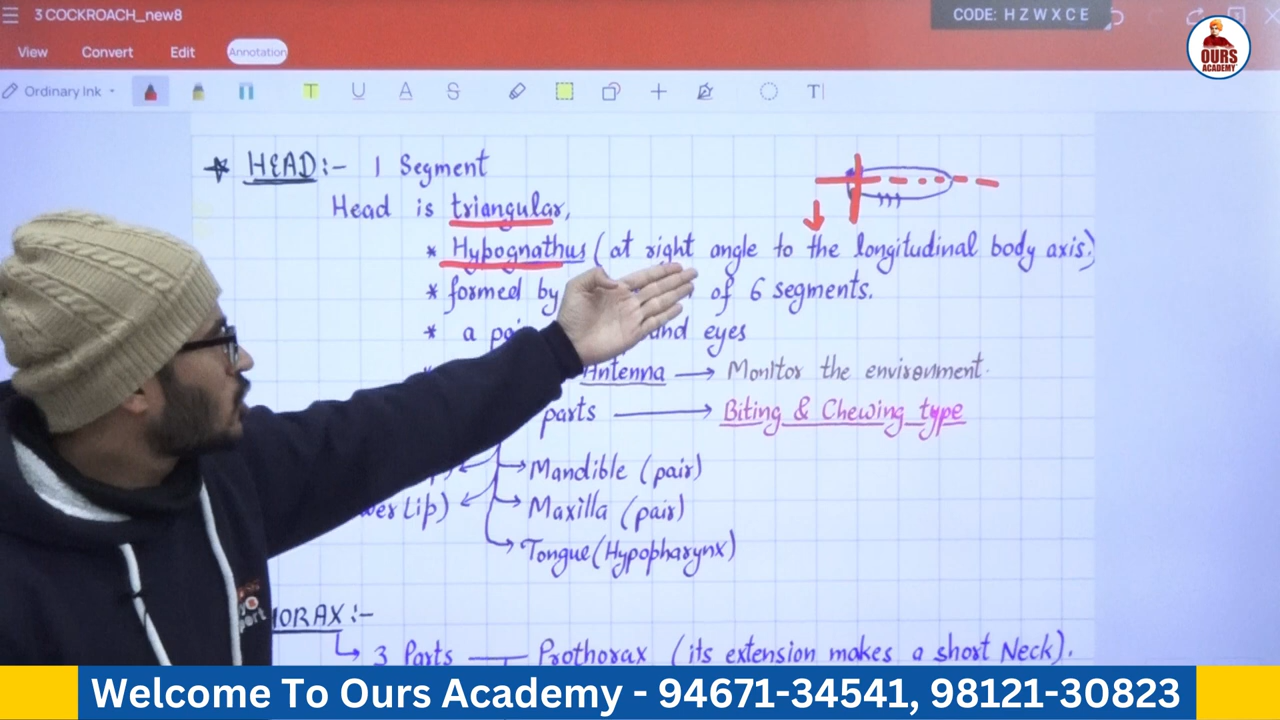 3 COCKROACH_new8
CODE: H Z W X C E
OURS
ACADEMY
View Convert Edit Annotation
Ordinary Ink
HEAD:- 1 Segment
Head is triangular,
* Hypognathus (at right angle to the longitudinal body axis.)
* formed by of 6 segments.
* a eyes
Antenna → Monitor the environment.
parts → Biting & Chewing type
→ Mandible (pair)
Lip) → Maxilla (pair)
→ Tongue (Hypopharynx)
3 Parts — Prothorax (its extension makes a short Neck).
Welcome To Ours Academy - 94671-34541, 98121-30823